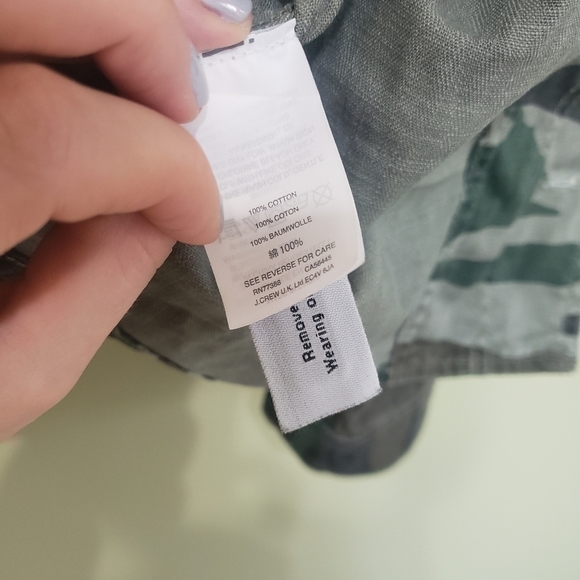 100% COTTON
100% COTON
100% BAUMWOLLE
綿 100%
SEE REVERSE FOR CARE
RN77388 CA56445
J.CREW U.K, Ltd EC4V 6JA
Remove
Wearing o